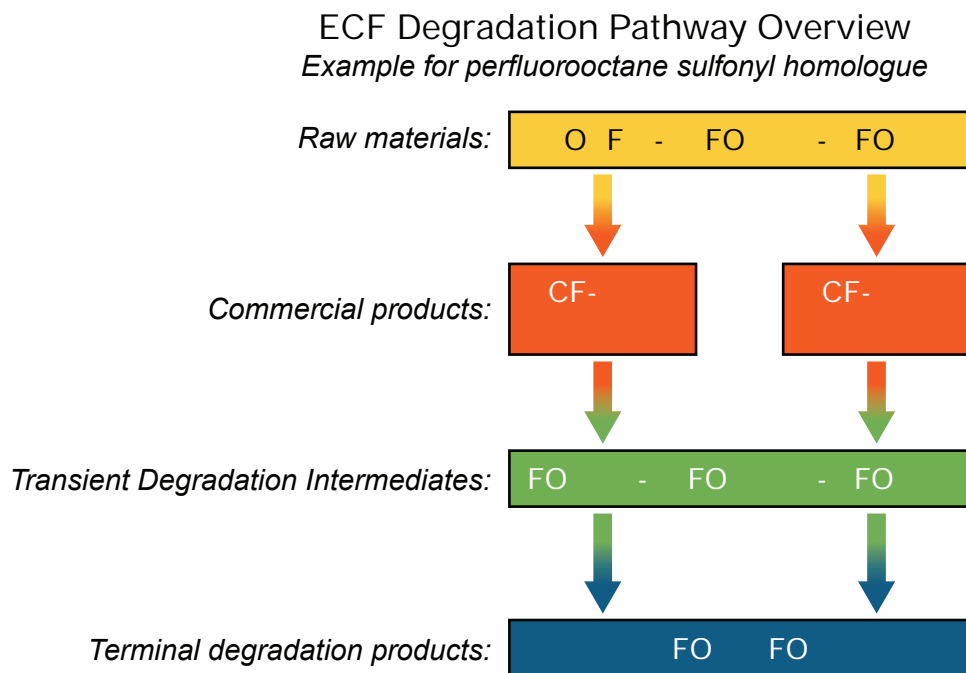 ECF Degradation Pathway Overview
Example for perfluorooctane sulfonyl homologue
Raw materials: O F - FO - FO
Commercial products: CF- CF-
Transient Degradation Intermediates: FO - FO - FO
Terminal degradation products: FO FO